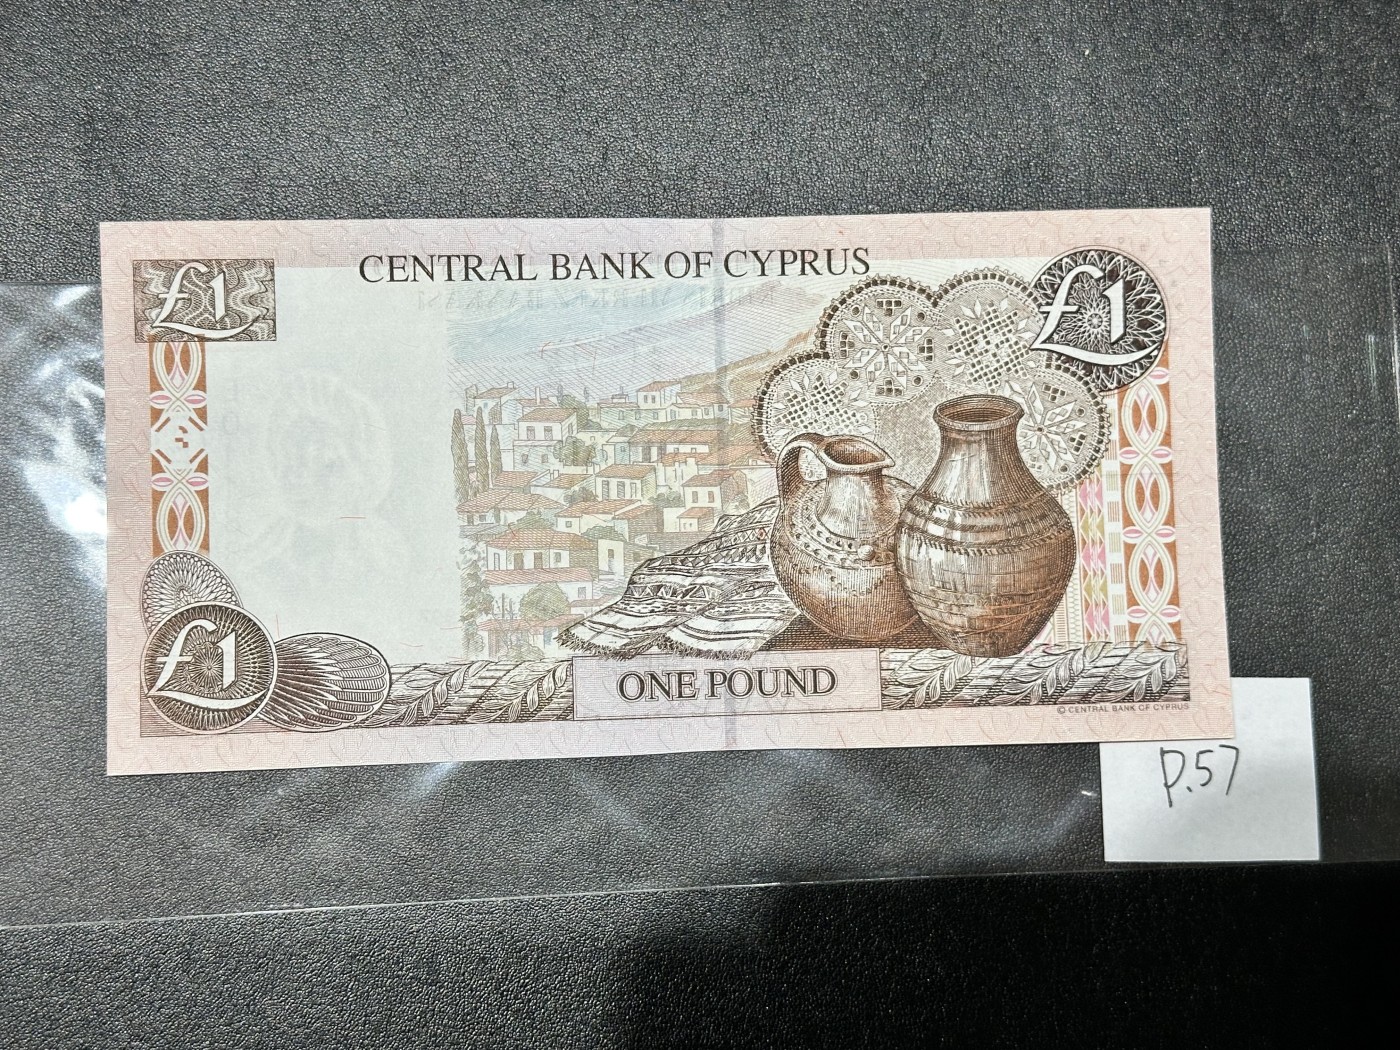 CENTRAL BANK OF CYPRUS
£1
£1
£1
ONE POUND
© CENTRAL BANK OF CYPRUS
P.57